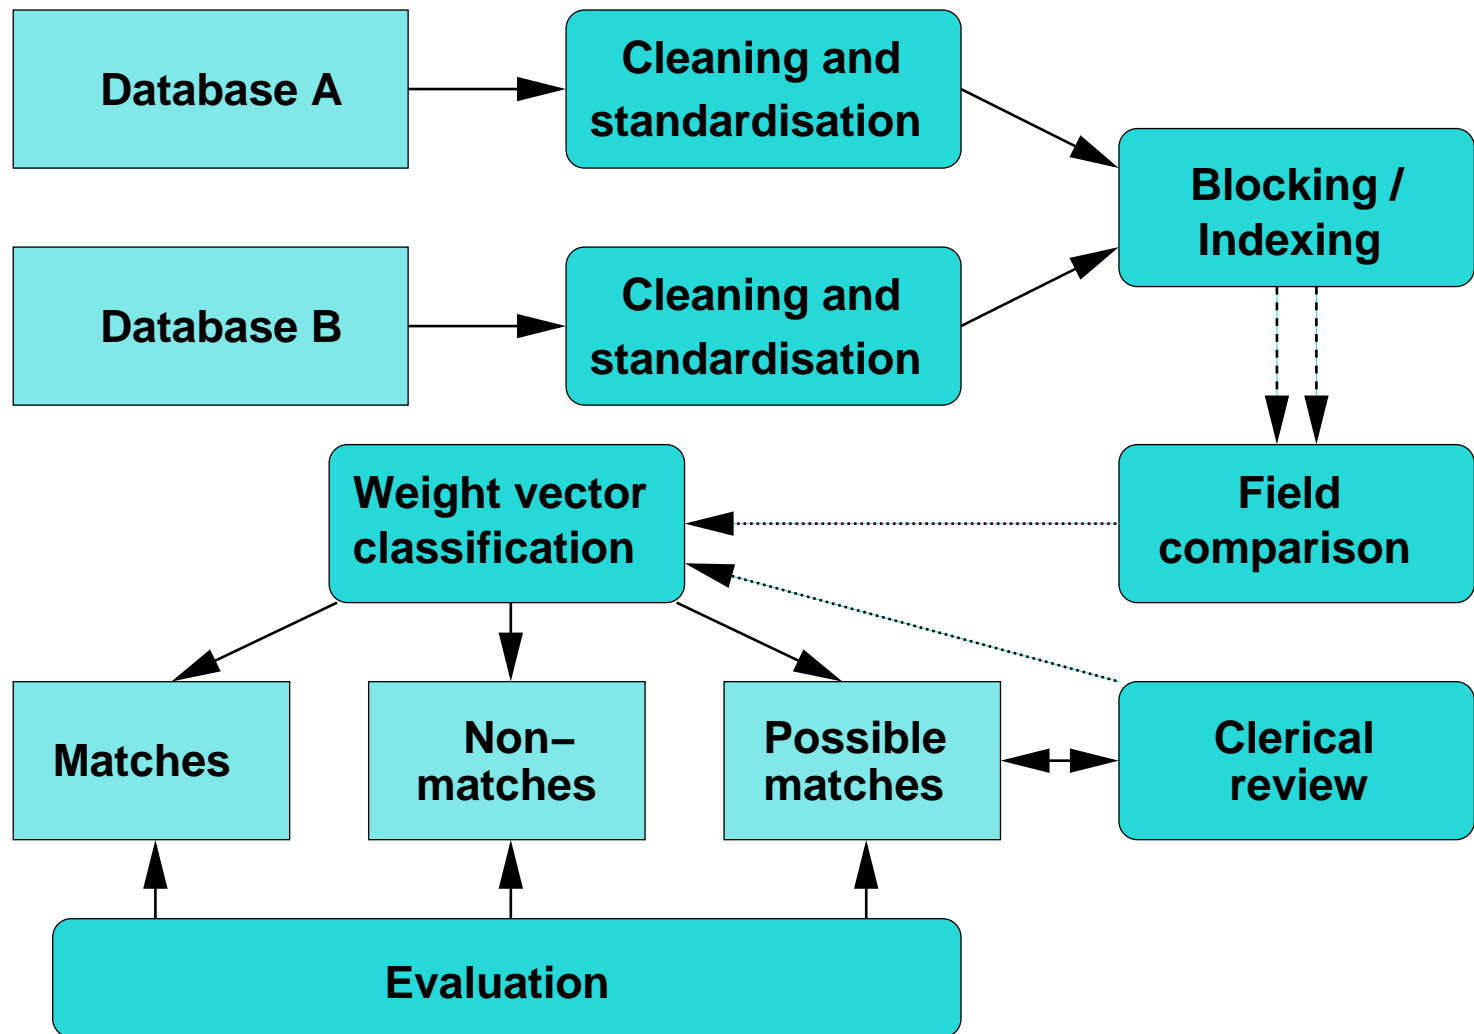 Database A
Cleaning and
standardisation
Blocking /
Indexing
Database B
Cleaning and
standardisation
Weight vector
classification
Field
comparison
Matches
Non–
matches
Possible
matches
Clerical
review
Evaluation